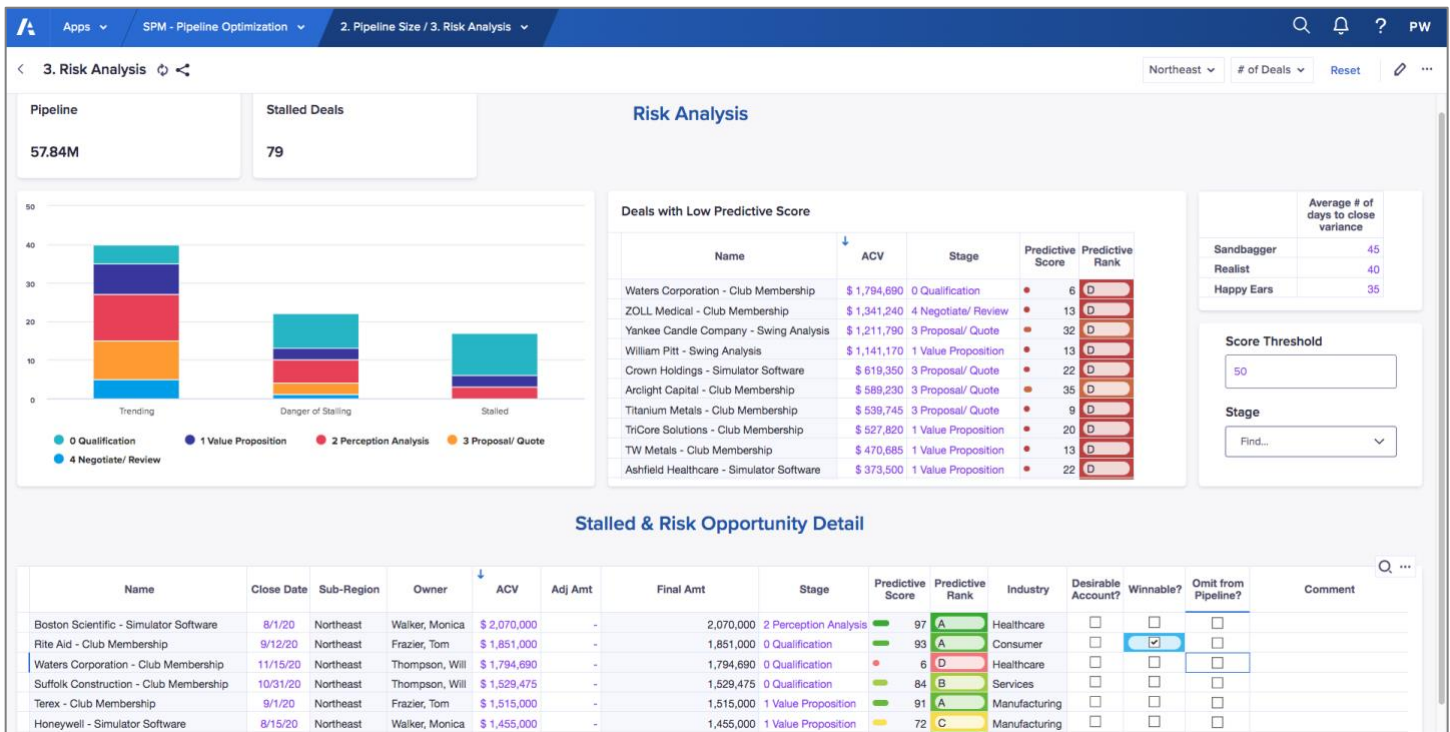 Apps SPM - Pipeline Optimization 2. Pipeline Size / 3. Risk Analysis ? PW
3. Risk Analysis Northeast # of Deals Reset
Pipeline
57.84M
Stalled Deals
79
Risk Analysis
50
40
30
20
10
0
Trending Danger of Stalling Stalled
0 Qualification 1 Value Proposition 2 Perception Analysis 3 Proposal/ Quote
4 Negotiate/ Review
Deals with Low Predictive Score
Name ACV Stage Predictive Score Predictive Rank
Waters Corporation - Club Membership $ 1,794,690 0 Qualification 6 D
ZOLL Medical - Club Membership $ 1,341,240 4 Negotiate/ Review 13 D
Yankee Candle Company - Swing Analysis $ 1,211,790 3 Proposal/ Quote 32 D
William Pitt - Swing Analysis $ 1,141,170 1 Value Proposition 13 D
Crown Holdings - Simulator Software $ 619,350 3 Proposal/ Quote 22 D
Arclight Capital - Club Membership $ 589,230 3 Proposal/ Quote 35 D
Titanium Metals - Club Membership $ 539,745 3 Proposal/ Quote 9 D
TriCore Solutions - Club Membership $ 527,820 1 Value Proposition 20 D
TW Metals - Club Membership $ 470,685 1 Value Proposition 13 D
Ashfield Healthcare - Simulator Software $ 373,500 1 Value Proposition 22 D
Average # of
days to close
variance
Sandbagger 45
Realist 40
Happy Ears 35
Score Threshold
50
Stage
Find...
Stalled & Risk Opportunity Detail
Name Close Date Sub-Region Owner ACV Adj Amt Final Amt Stage Predictive Score Predictive Rank Industry Desirable Account? Winnable? Omit from Pipeline? Comment
Boston Scientific - Simulator Software 8/1/20 Northeast Walker, Monica $ 2,070,000 - 2,070,000 2 Perception Analysis 97 A Healthcare
Rite Aid - Club Membership 9/12/20 Northeast Frazier, Tom $ 1,851,000 - 1,851,000 0 Qualification 93 A Consumer
Waters Corporation - Club Membership 11/15/20 Northeast Thompson, Will $ 1,794,690 - 1,794,690 0 Qualification 6 D Healthcare
Suffolk Construction - Club Membership 10/31/20 Northeast Thompson, Will $ 1,529,475 - 1,529,475 0 Qualification 84 B Services
Terex - Club Membership 9/1/20 Northeast Frazier, Tom $ 1,515,000 - 1,515,000 1 Value Proposition 91 A Manufacturing
Honeywell - Simulator Software 8/15/20 Northeast Walker, Monica $ 1,455,000 - 1,455,000 1 Value Proposition 72 C Manufacturing